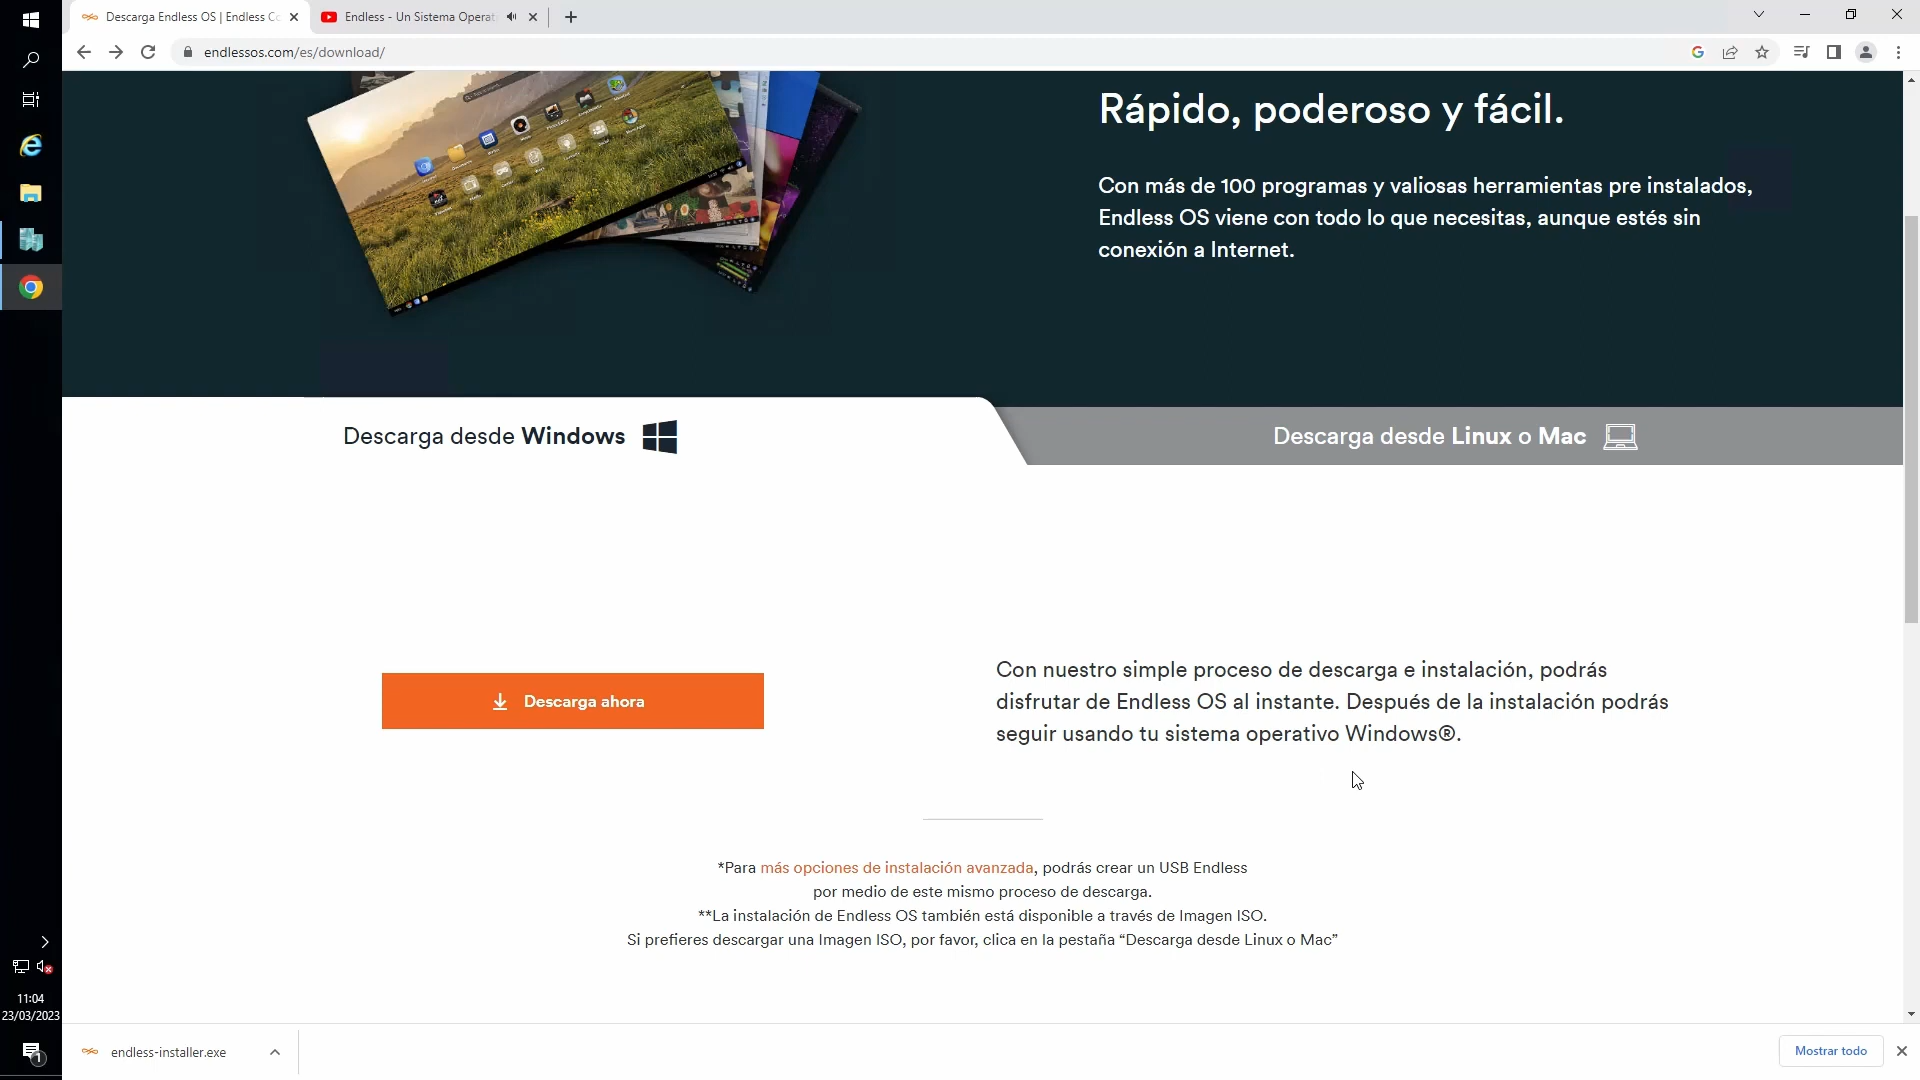 Descarga Endless OS | Endless Co
Endless - Un Sistema Operati
endlessos.com/es/download/
Rápido, poderoso y fácil.
Con más de 100 programas y valiosas herramientas pre instalados,
Endless OS viene con todo lo que necesitas, aunque estés sin
conexión a Internet.
Descarga desde Windows
Descarga desde Linux o Mac
Descarga ahora
Con nuestro simple proceso de descarga e instalación, podrás
disfrutar de Endless OS al instante. Después de la instalación podrás
seguir usando tu sistema operativo Windows®.
*Para más opciones de instalación avanzada, podrás crear un USB Endless
por medio de este mismo proceso de descarga.
**La instalación de Endless OS también está disponible a través de Imagen ISO.
Si prefieres descargar una Imagen ISO, por favor, clica en la pestaña “Descarga desde Linux o Mac”
11:04
23/03/2023
1
endless-installer.exe
Mostrar todo